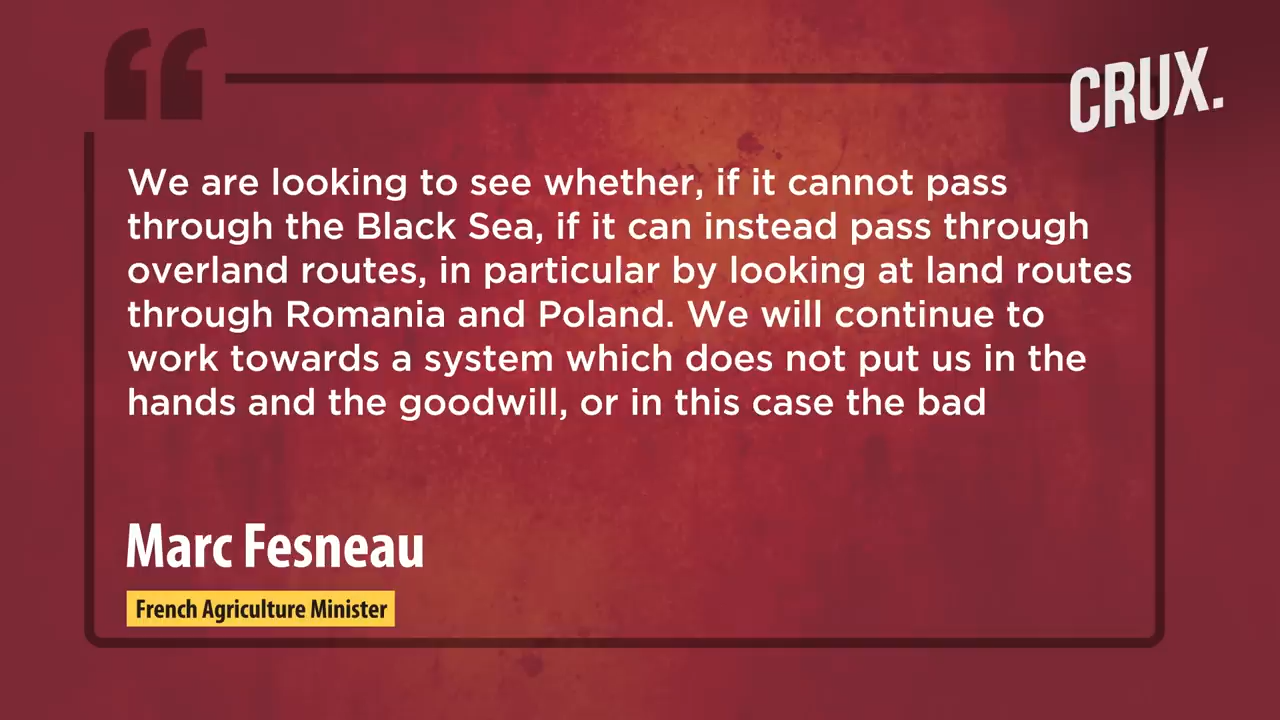 CRUX.
We are looking to see whether, if it cannot pass
through the Black Sea, if it can instead pass through
overland routes, in particular by looking at land routes
through Romania and Poland. We will continue to
work towards a system which does not put us in the
hands and the goodwill, or in this case the bad
Marc Fesneau
French Agriculture Minister